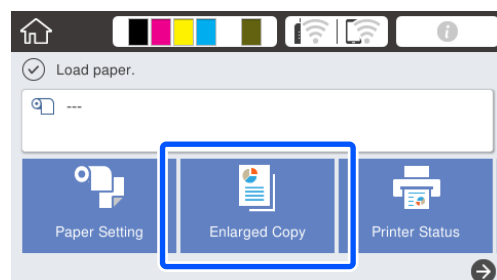 Load paper.
---
Paper Setting
Enlarged Copy
Printer Status